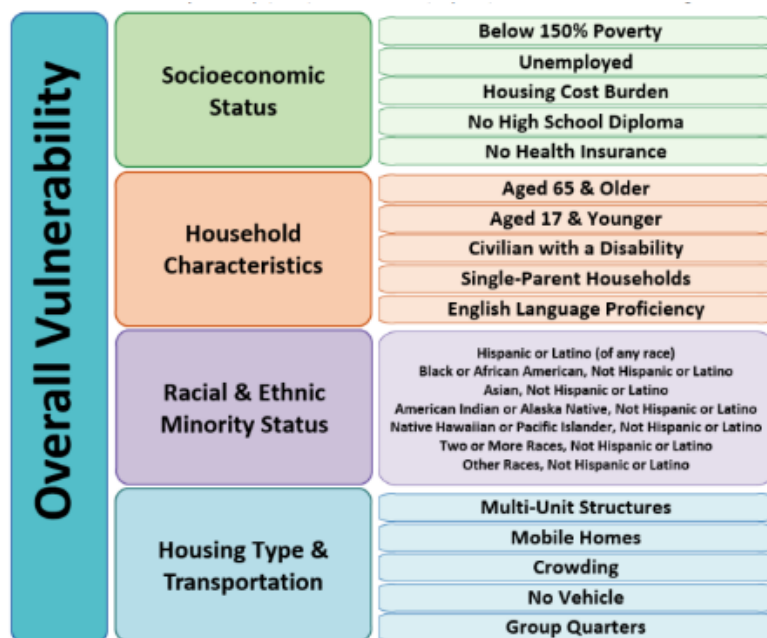 Overall Vulnerability
Socioeconomic
Status
Below 150% Poverty
Unemployed
Housing Cost Burden
No High School Diploma
No Health Insurance
Household
Characteristics
Aged 65 & Older
Aged 17 & Younger
Civilian with a Disability
Single-Parent Households
English Language Proficiency
Racial & Ethnic
Minority Status
Hispanic or Latino (of any race)
Black or African American, Not Hispanic or Latino
Asian, Not Hispanic or Latino
American Indian or Alaska Native, Not Hispanic or Latino
Native Hawaiian or Pacific Islander, Not Hispanic or Latino
Two or More Races, Not Hispanic or Latino
Other Races, Not Hispanic or Latino
Housing Type &
Transportation
Multi-Unit Structures
Mobile Homes
Crowding
No Vehicle
Group Quarters